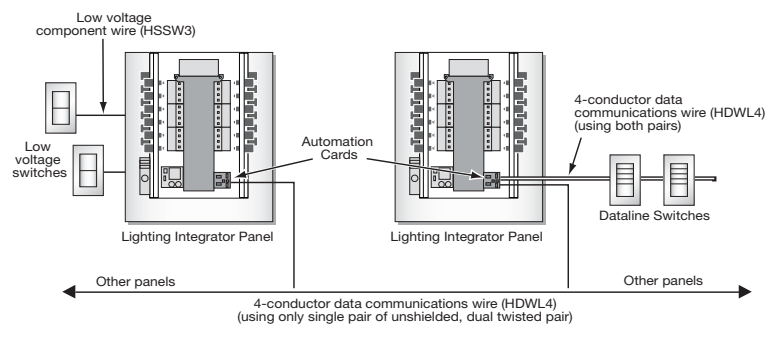 Low voltage
component wire (HSSW3)
Low
voltage
switches
Automation
Cards
4-conductor data
communications wire (HDWL4)
(using both pairs)
Dataline Switches
Lighting Integrator Panel
Lighting Integrator Panel
Other panels
Other panels
4-conductor data communications wire (HDWL4)
(using only single pair of unshielded, dual twisted pair)